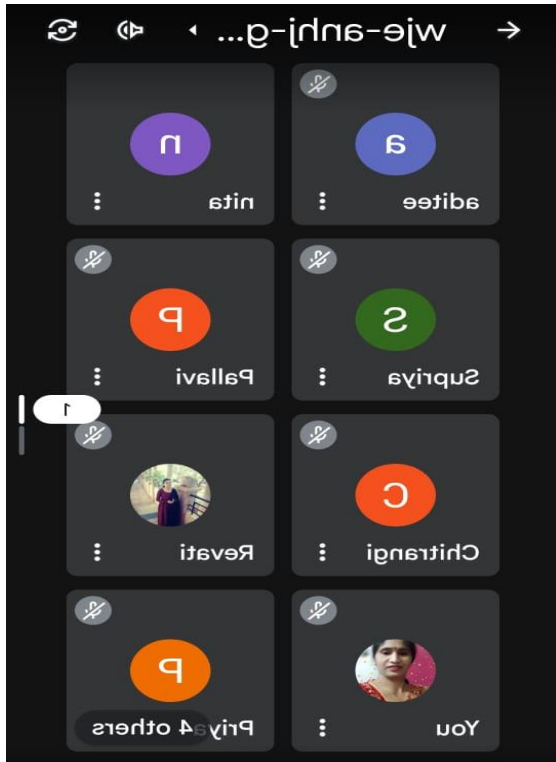 wje-anhj-g...
a
n
aditee
nita
S
P
Supriya
Pallavi
1
C
Chitrangi
Revati
P
You
Priya 4 others